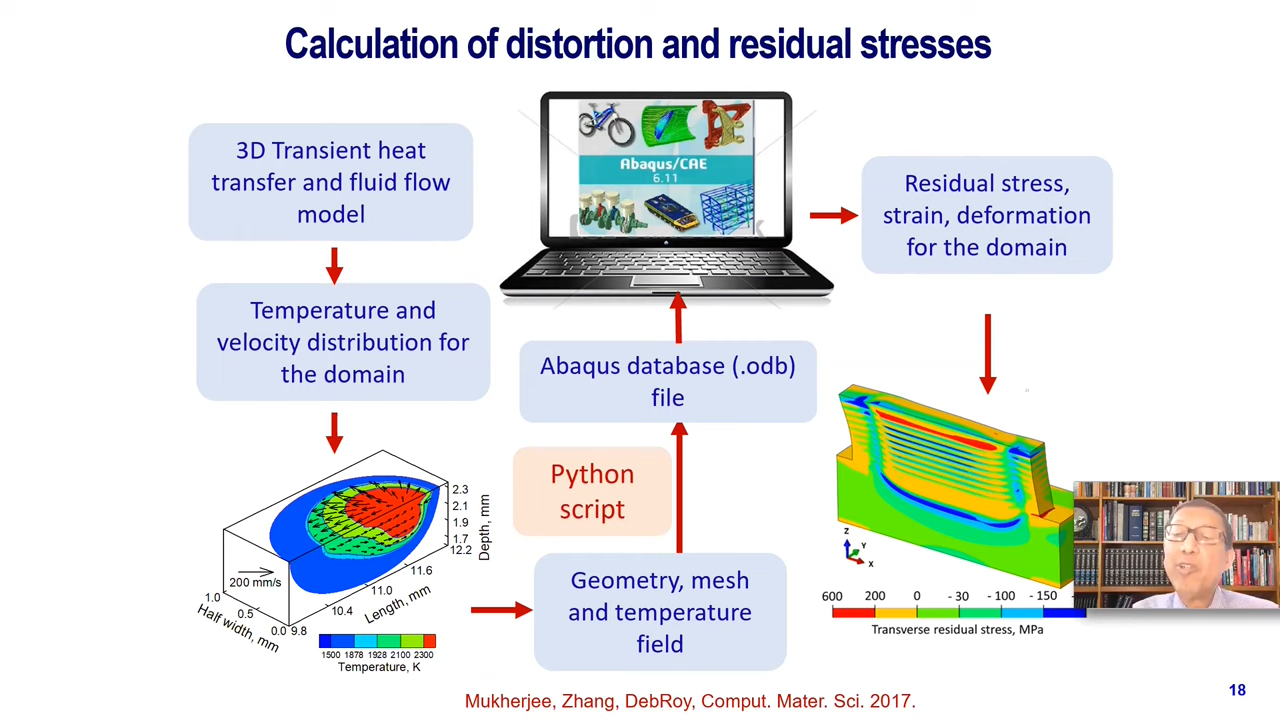 Calculation of distortion and residual stresses
3D Transient heat
transfer and fluid flow
model
Temperature and
velocity distribution for
the domain
200 mm/s
1.0
0.5
0.0
Half width, mm
9.8
10.4
11.0
11.6
12.2
Length, mm
2.3
2.1
1.9
1.7
Depth, mm
1500 1878 1928 2100 2300
Temperature, K
Geometry, mesh
and temperature
field
Python
script
Abaqus database (.odb)
file
Abaqus/CAE
6.11
Residual stress,
strain, deformation
for the domain
Z
Y
X
600 200 0 - 30 - 100 - 150
Transverse residual stress, MPa
Mukherjee, Zhang, DebRoy, Comput. Mater. Sci. 2017.
18